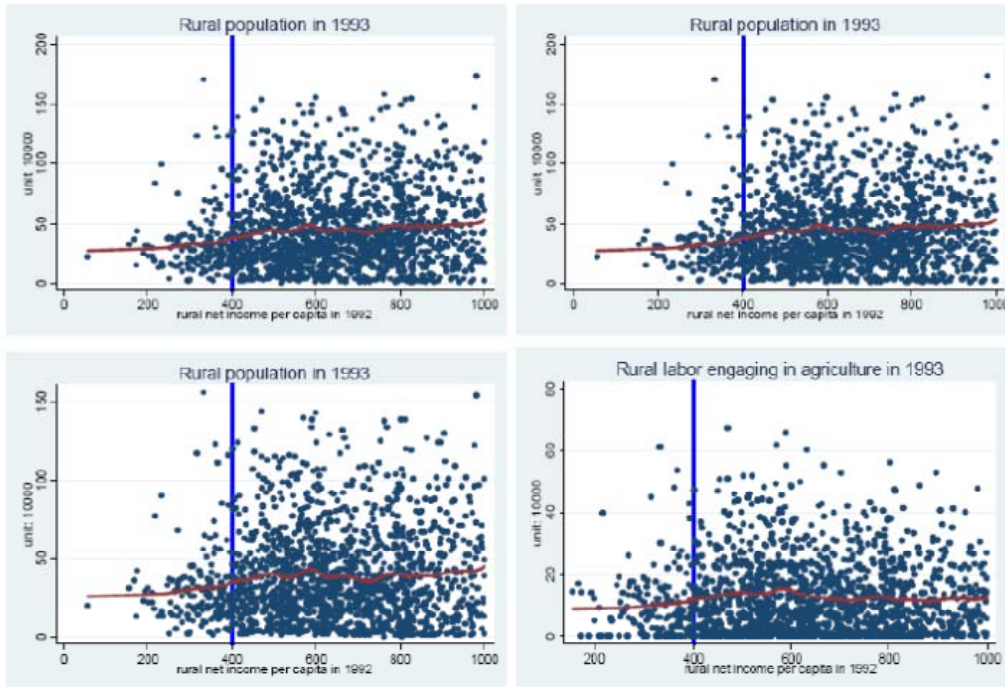 Rural population in 1993
unit: 10000
200
150
100
50
0
0 200 400 600 800 1000
rural net income per capita in 1992
Rural population in 1993
unit: 10000
200
150
100
50
0
0 200 400 600 800 1000
rural net income per capita in 1992
Rural population in 1993
unit: 10000
150
100
50
0
0 200 400 600 800 1000
rural net income per capita in 1992
Rural labor engaging in agriculture in 1993
unit: 10000
80
60
40
20
0
200 400 600 800 1000
rural net income per capita in 1992